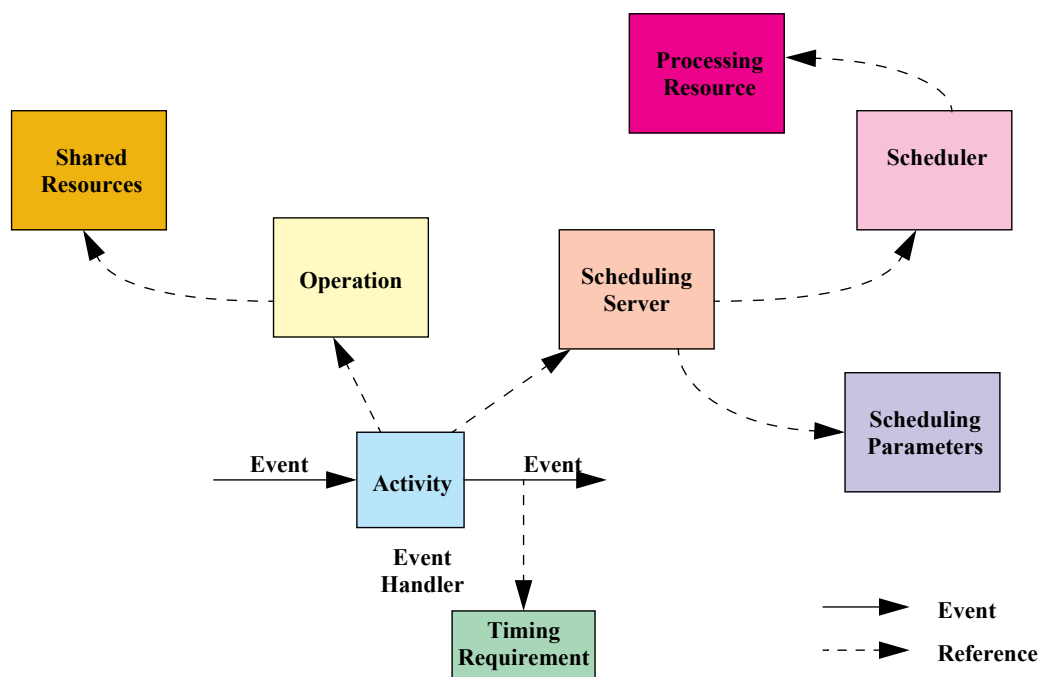 Processing
Resource
Shared
Resources
Scheduler
Operation
Scheduling
Server
Scheduling
Parameters
Event
Event
Activity
Event
Handler
Timing
Requirement
Event
Reference